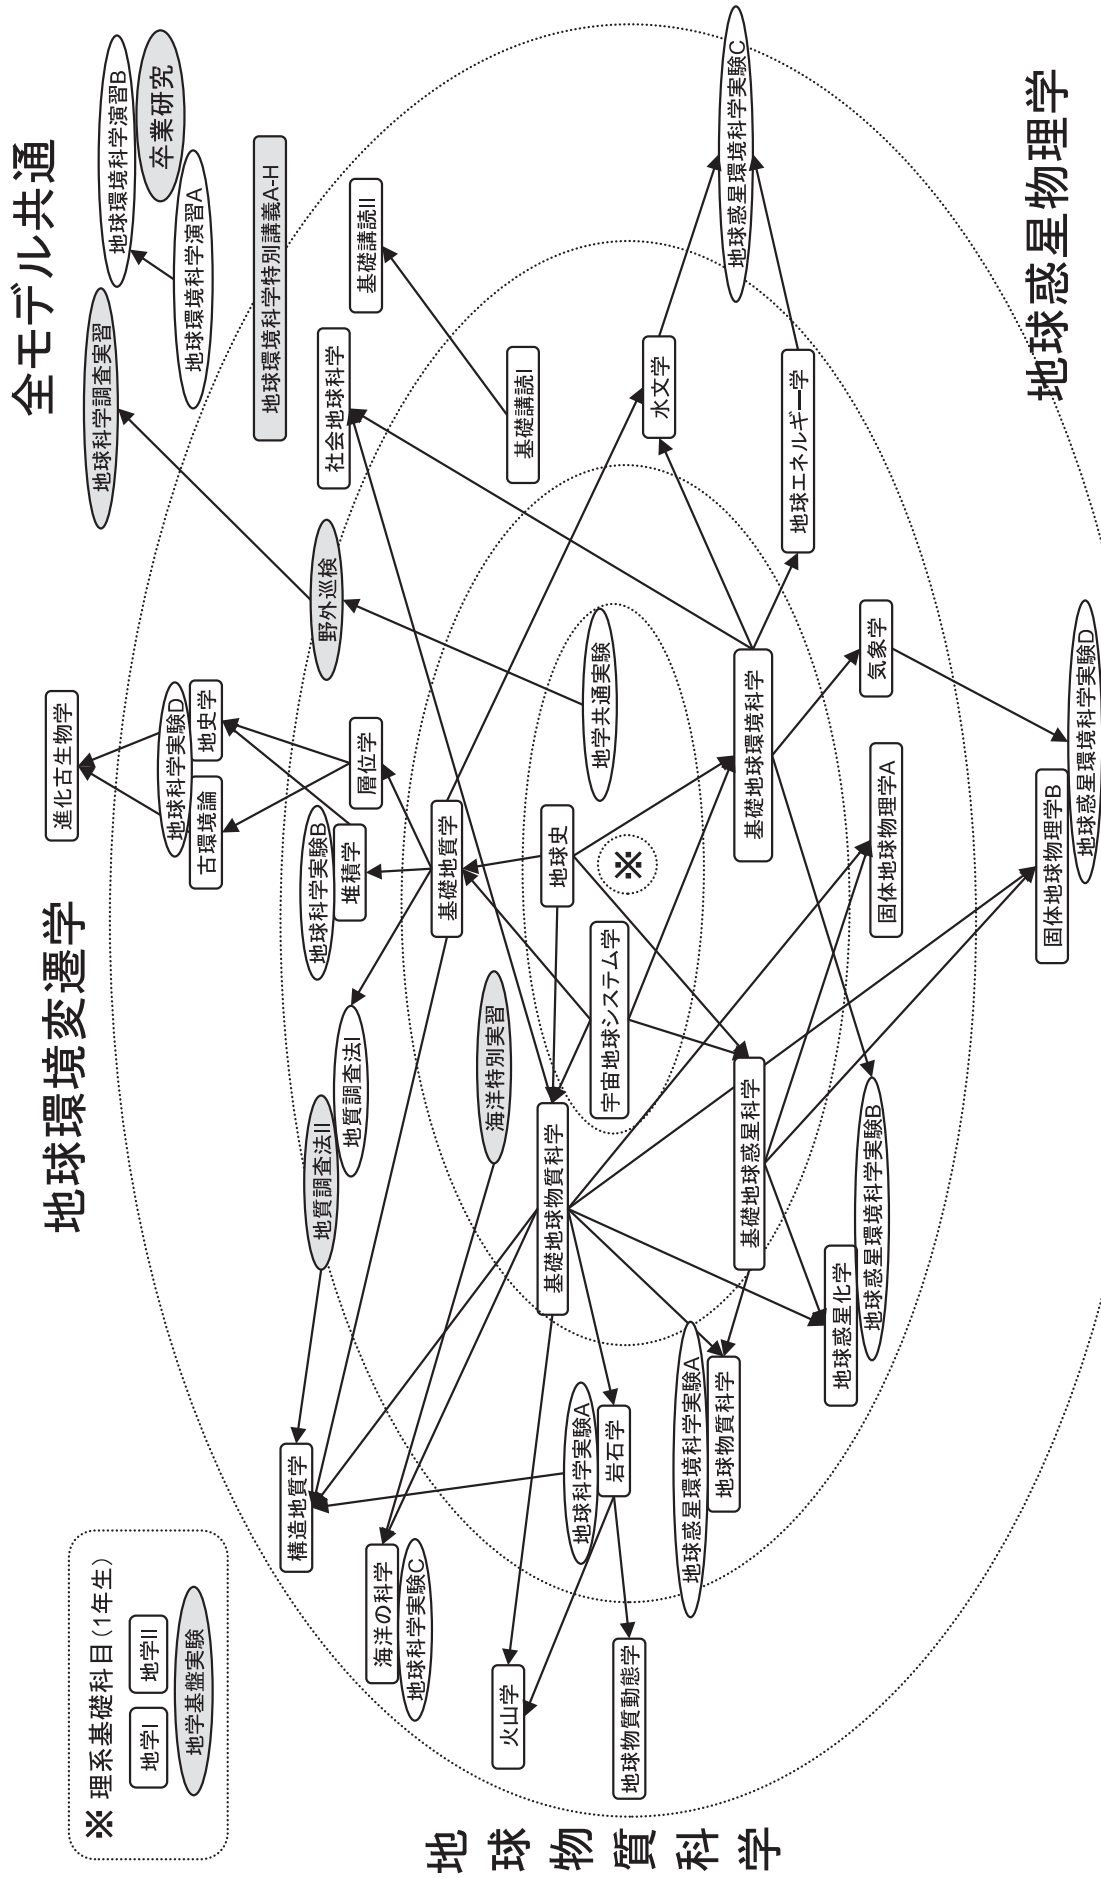 全モデル共通
地球環境変遷学
地球惑星物理学
地球物質科学
※ 理系基礎科目（1年生）
地学I
地学II
地学基盤実験
地球科学調査実習
地球環境科学演習B
卒業研究
地球環境科学演習A
地球環境科学特別講義A-H
進化古生物学
地球科学実験D
地史学
古環境論
野外巡検
社会地球科学
基礎講読II
基礎講読I
層位学
地球科学実験B
堆積学
基礎地質学
地質調査法II
地質調査法I
構造地質学
海洋の科学
地球科学実験C
海洋特別実習
地球史
※
宇宙地球システム学
地学共通実験
基礎地球物質科学
地球科学実験A
岩石学
火山学
地球物質動態学
地球惑星環境科学実験A
地球物質科学
基礎地球惑星科学
基礎地球環境科学
水文学
地球惑星環境科学実験C
地球エネルギー学
気象学
固体地球物理学A
地球惑星化学
地球惑星環境科学実験B
固体地球物理学B
地球惑星環境科学実験D